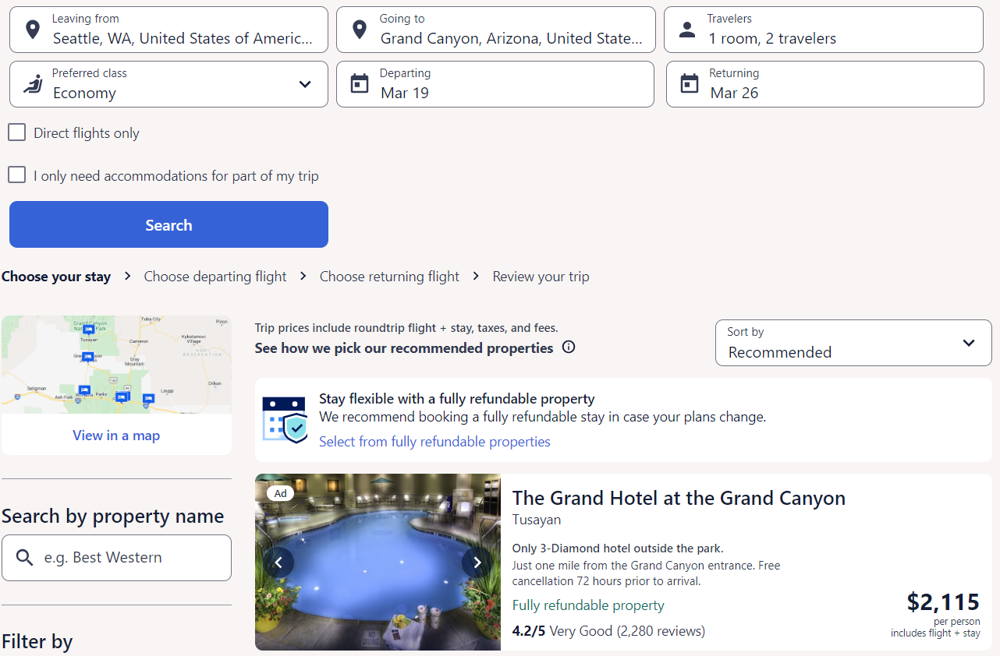 Leaving from
Seattle, WA, United States of Americ...
Going to
Grand Canyon, Arizona, United State...
Travelers
1 room, 2 travelers
Preferred class
Economy
Departing
Mar 19
Returning
Mar 26
Direct flights only
I only need accommodations for part of my trip
Search
Choose your stay
Choose departing flight
Choose returning flight
Review your trip
Grand Canyon
National Park
Tusayan
Tuba City
Pinon
Cameron
Kykotsmovi
Village
HOPI
RESERVATION
Gray
Mountain
Dilkon
Seligman
Ash Fork
Parks
Leupp
View in a map
Search by property name
e.g. Best Western
Filter by
Trip prices include roundtrip flight + stay, taxes, and fees.
See how we pick our recommended properties
Sort by
Recommended
Stay flexible with a fully refundable property
We recommend booking a fully refundable stay in case your plans change.
Select from fully refundable properties
Ad
The Grand Hotel at the Grand Canyon
Tusayan
Only 3-Diamond hotel outside the park.
Just one mile from the Grand Canyon entrance. Free
cancellation 72 hours prior to arrival.
Fully refundable property
4.2/5 Very Good (2,280 reviews)
$2,115
per person
includes flight + stay